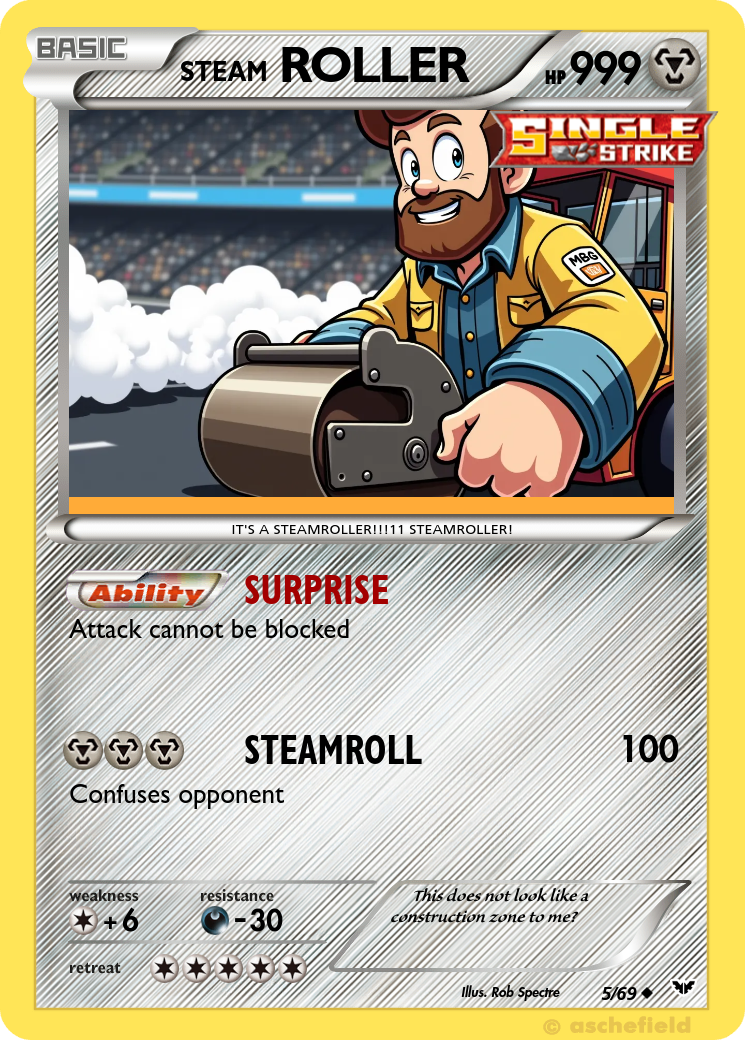 BASIC
STEAM ROLLER HP 999
SINGLE
STRIKE
MBG
IT'S A STEAMROLLER!!!11 STEAMROLLER!
Ability SURPRISE
Attack cannot be blocked
STEAMROLL 100
Confuses opponent
weakness resistance
+6 -30
This does not look like a
construction zone to me?
retreat
Illus. Rob Spectre 5/69
© aschefield